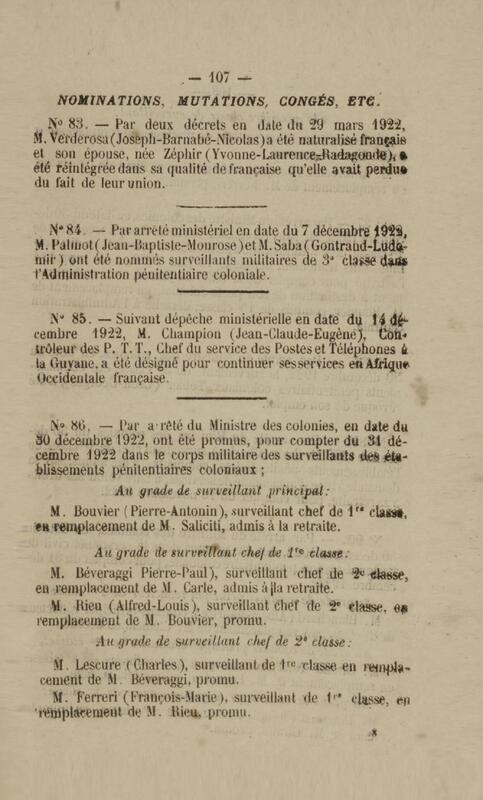 — 107 —
NOMINATIONS, MUTATIONS, CONGÉS, ETC.
No 83. — Par deux décrets en date du 29 mars 1922,
M. Verderosa (Joseph-Barnabé-Nicolas) a été naturalisé français
et son épouse, née Zéphir (Yvonne-Laurence-Radagonde), a
été réintégrée dans sa qualité de française qu'elle avait perdue
du fait de leur union.
No 84. — Par arrêté ministériel en date du 7 décembre 1922,
M. Palmot (Jean-Baptiste-Monrose) et M. Saba (Gontrand-Ludo-
mir) ont été nommés surveillants militaires de 3e classe dans
l'Administration pénitentiaire coloniale.
No 85. — Suivant dépêche ministérielle en date du 14 dé-
cembre 1922, M. Champion (Jean-Claude-Eugène), Con-
trôleur des P. T. T., Chef du service des Postes et Téléphones à
la Guyane, a été désigné pour continuer ses services en Afrique
Occidentale française.
No 86. — Par arrêté du Ministre des colonies, en date du
30 décembre 1922, ont été promus, pour compter du 31 dé-
cembre 1922 dans le corps militaire des surveillants des éta-
blissements pénitentiaires coloniaux ;
Au grade de surveillant principal:
M. Bouvier (Pierre-Antonin), surveillant chef de 1re classe,
en remplacement de M. Saliciti, admis à la retraite.
Au grade de surveillant chef de 1re classe:
M. Béveraggi Pierre-Paul), surveillant chef de 2e classe,
en remplacement de M. Carle, admis à la retraite.
M. Rieu (Alfred-Louis), surveillant chef de 2e classe, en
remplacement de M. Bouvier, promu.
Au grade de surveillant chef de 2e classe:
M. Lescure (Charles), surveillant de 1re classe en rempla-
cement de M. Béveraggi, promu.
M. Ferreri (François-Marie), surveillant de 1re classe, en
remplacement de M. Rieu, promu.
8